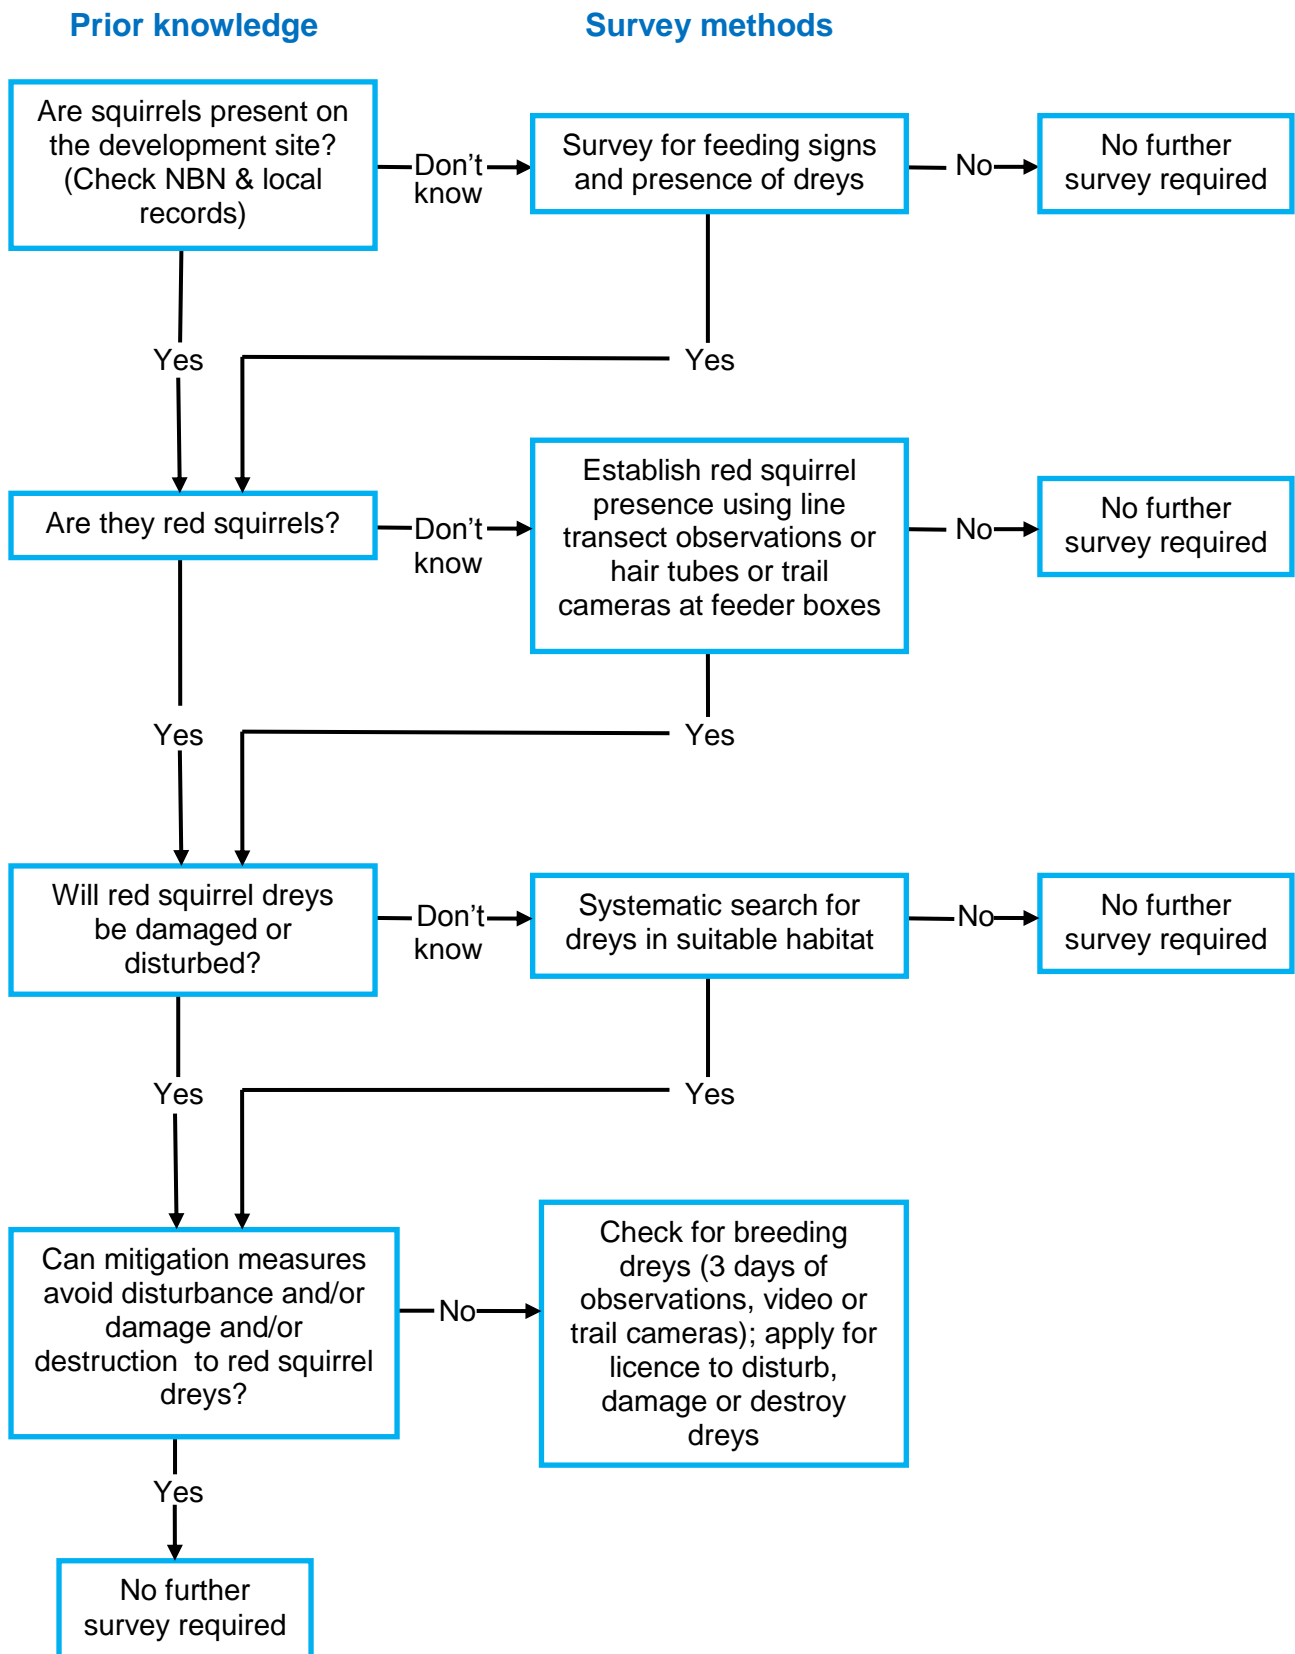 Prior knowledge
Survey methods
Are squirrels present on
the development site?
(Check NBN & local
records)
Don't
know
Survey for feeding signs
and presence of dreys
No
No further
survey required
Yes
Yes
Are they red squirrels?
Don't
know
Establish red squirrel
presence using line
transect observations or
hair tubes or trail
cameras at feeder boxes
No
No further
survey required
Yes
Yes
Will red squirrel dreys
be damaged or
disturbed?
Don't
know
Systematic search for
dreys in suitable habitat
No
No further
survey required
Yes
Yes
Can mitigation measures
avoid disturbance and/or
damage and/or
destruction to red squirrel
dreys?
No
Check for breeding
dreys (3 days of
observations, video or
trail cameras); apply for
licence to disturb,
damage or destroy
dreys
Yes
No further
survey required